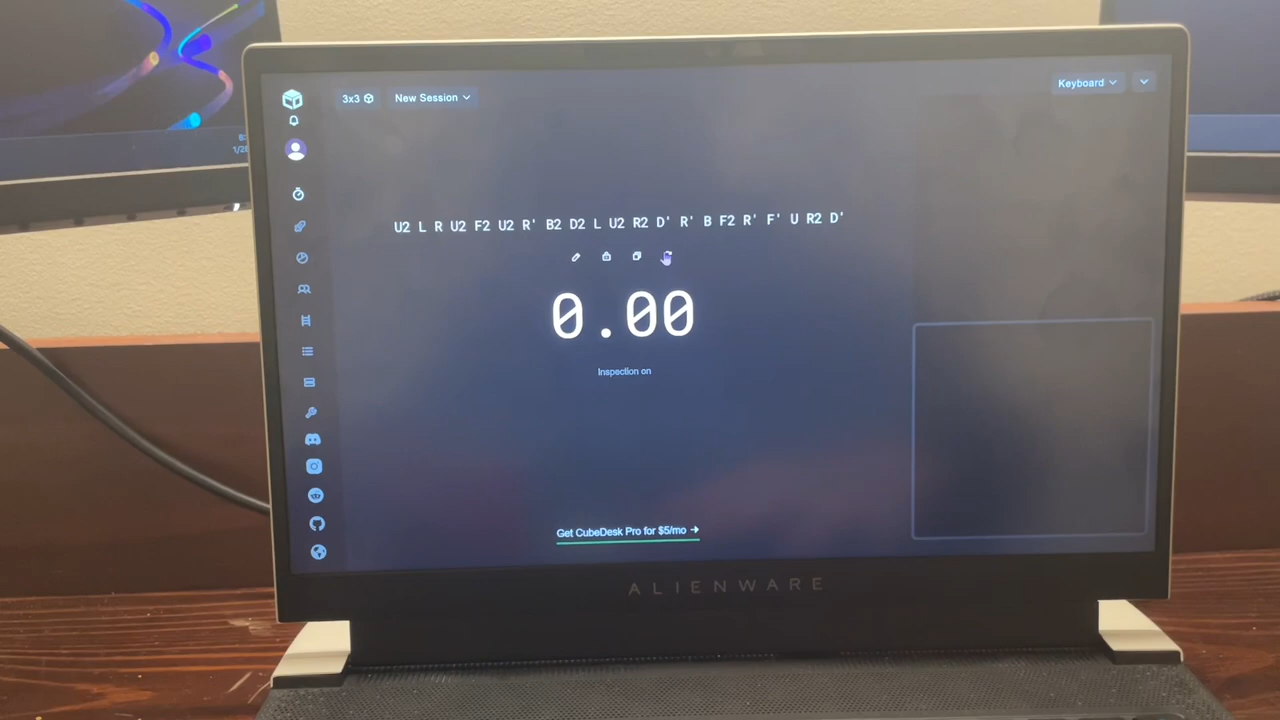 3x3 New Session
Keyboard
U2 L R U2 F2 U2 R' B2 D2 L U2 R2 D' R' B F2 R' F' U R2 D'
0.00
Inspection on
Get CubeDesk Pro for $5/mo →
ALIENWARE